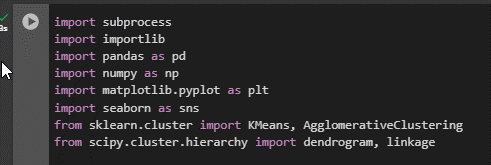 3s
import subprocess
import importlib
import pandas as pd
import numpy as np
import matplotlib.pyplot as plt
import seaborn as sns
from sklearn.cluster import KMeans, AgglomerativeClustering
from scipy.cluster.hierarchy import dendrogram, linkage